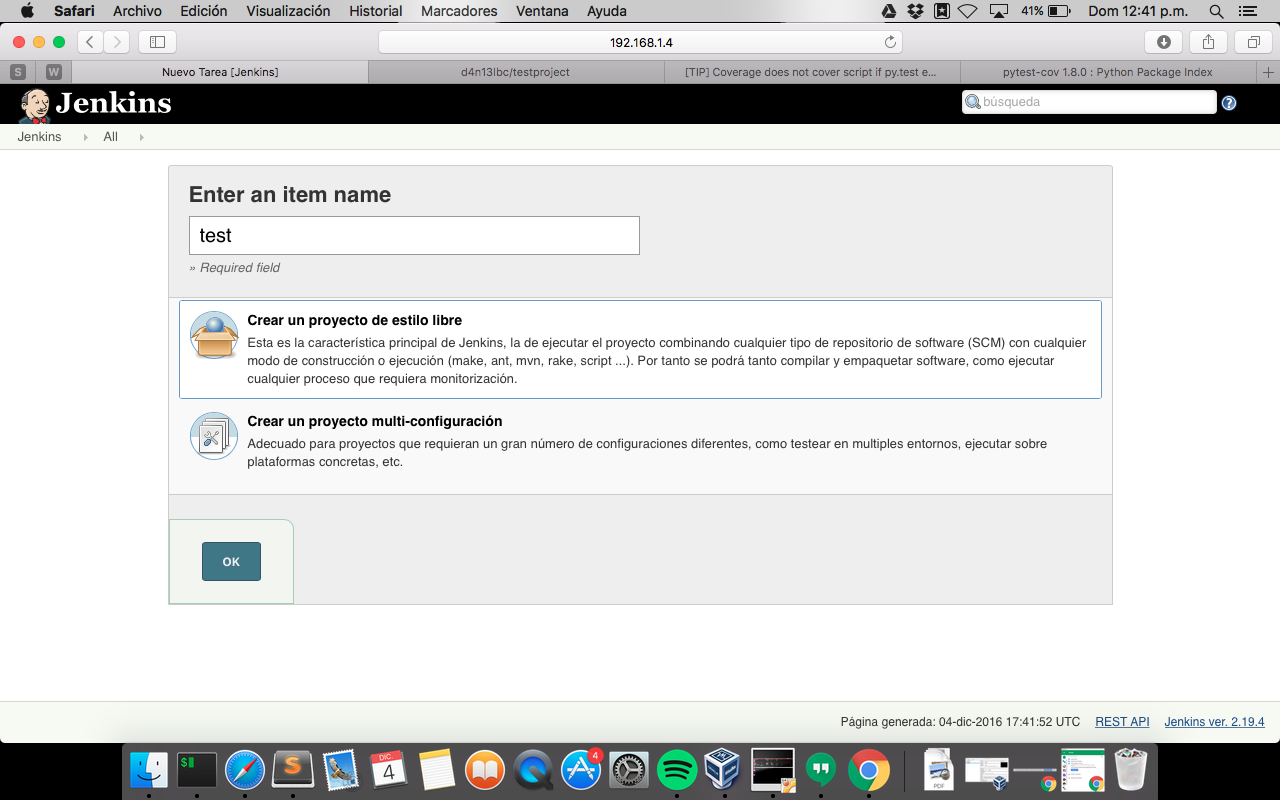 Safari Archivo Edición Visualización Historial Marcadores Ventana Ayuda 41% Dom 12:41 p.m.
192.168.1.4
S W Nuevo Tarea [Jenkins] d4n13lbc/testproject [TIP] Coverage does not cover script if py.test e... pytest-cov 1.8.0 : Python Package Index
Jenkins búsqueda
Jenkins All
Enter an item name
test
» Required field
Crear un proyecto de estilo libre
Esta es la característica principal de Jenkins, la de ejecutar el proyecto combinando cualquier tipo de repositorio de software (SCM) con cualquier
modo de construcción o ejecución (make, ant, mvn, rake, script ...). Por tanto se podrá tanto compilar y empaquetar software, como ejecutar
cualquier proceso que requiera monitorización.
Crear un proyecto multi-configuración
Adecuado para proyectos que requieran un gran número de configuraciones diferentes, como testear en multiples entornos, ejecutar sobre
plataformas concretas, etc.
OK
Página generada: 04-dic-2016 17:41:52 UTC REST API Jenkins ver. 2.19.4
$
S
DIC.
4
4
PDF